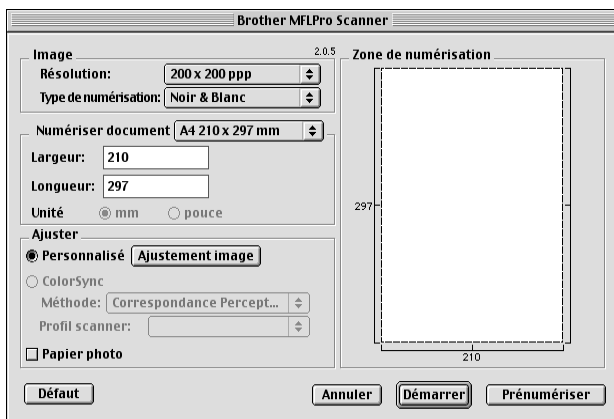 Brother MFLPro Scanner
Image
2.0.5
Résolution: 200 x 200 ppp
Type de numérisation: Noir & Blanc
Numériser document A4 210 x 297 mm
Largeur: 210
Longueur: 297
Unité mm pouce
Ajuster
Personnalisé Ajustement image
ColorSync
Méthode: Correspondance Percept...
Profil scanner:
Papier photo
Zone de numérisation
297
210
Défaut Annuler Démarrer Prénumériser